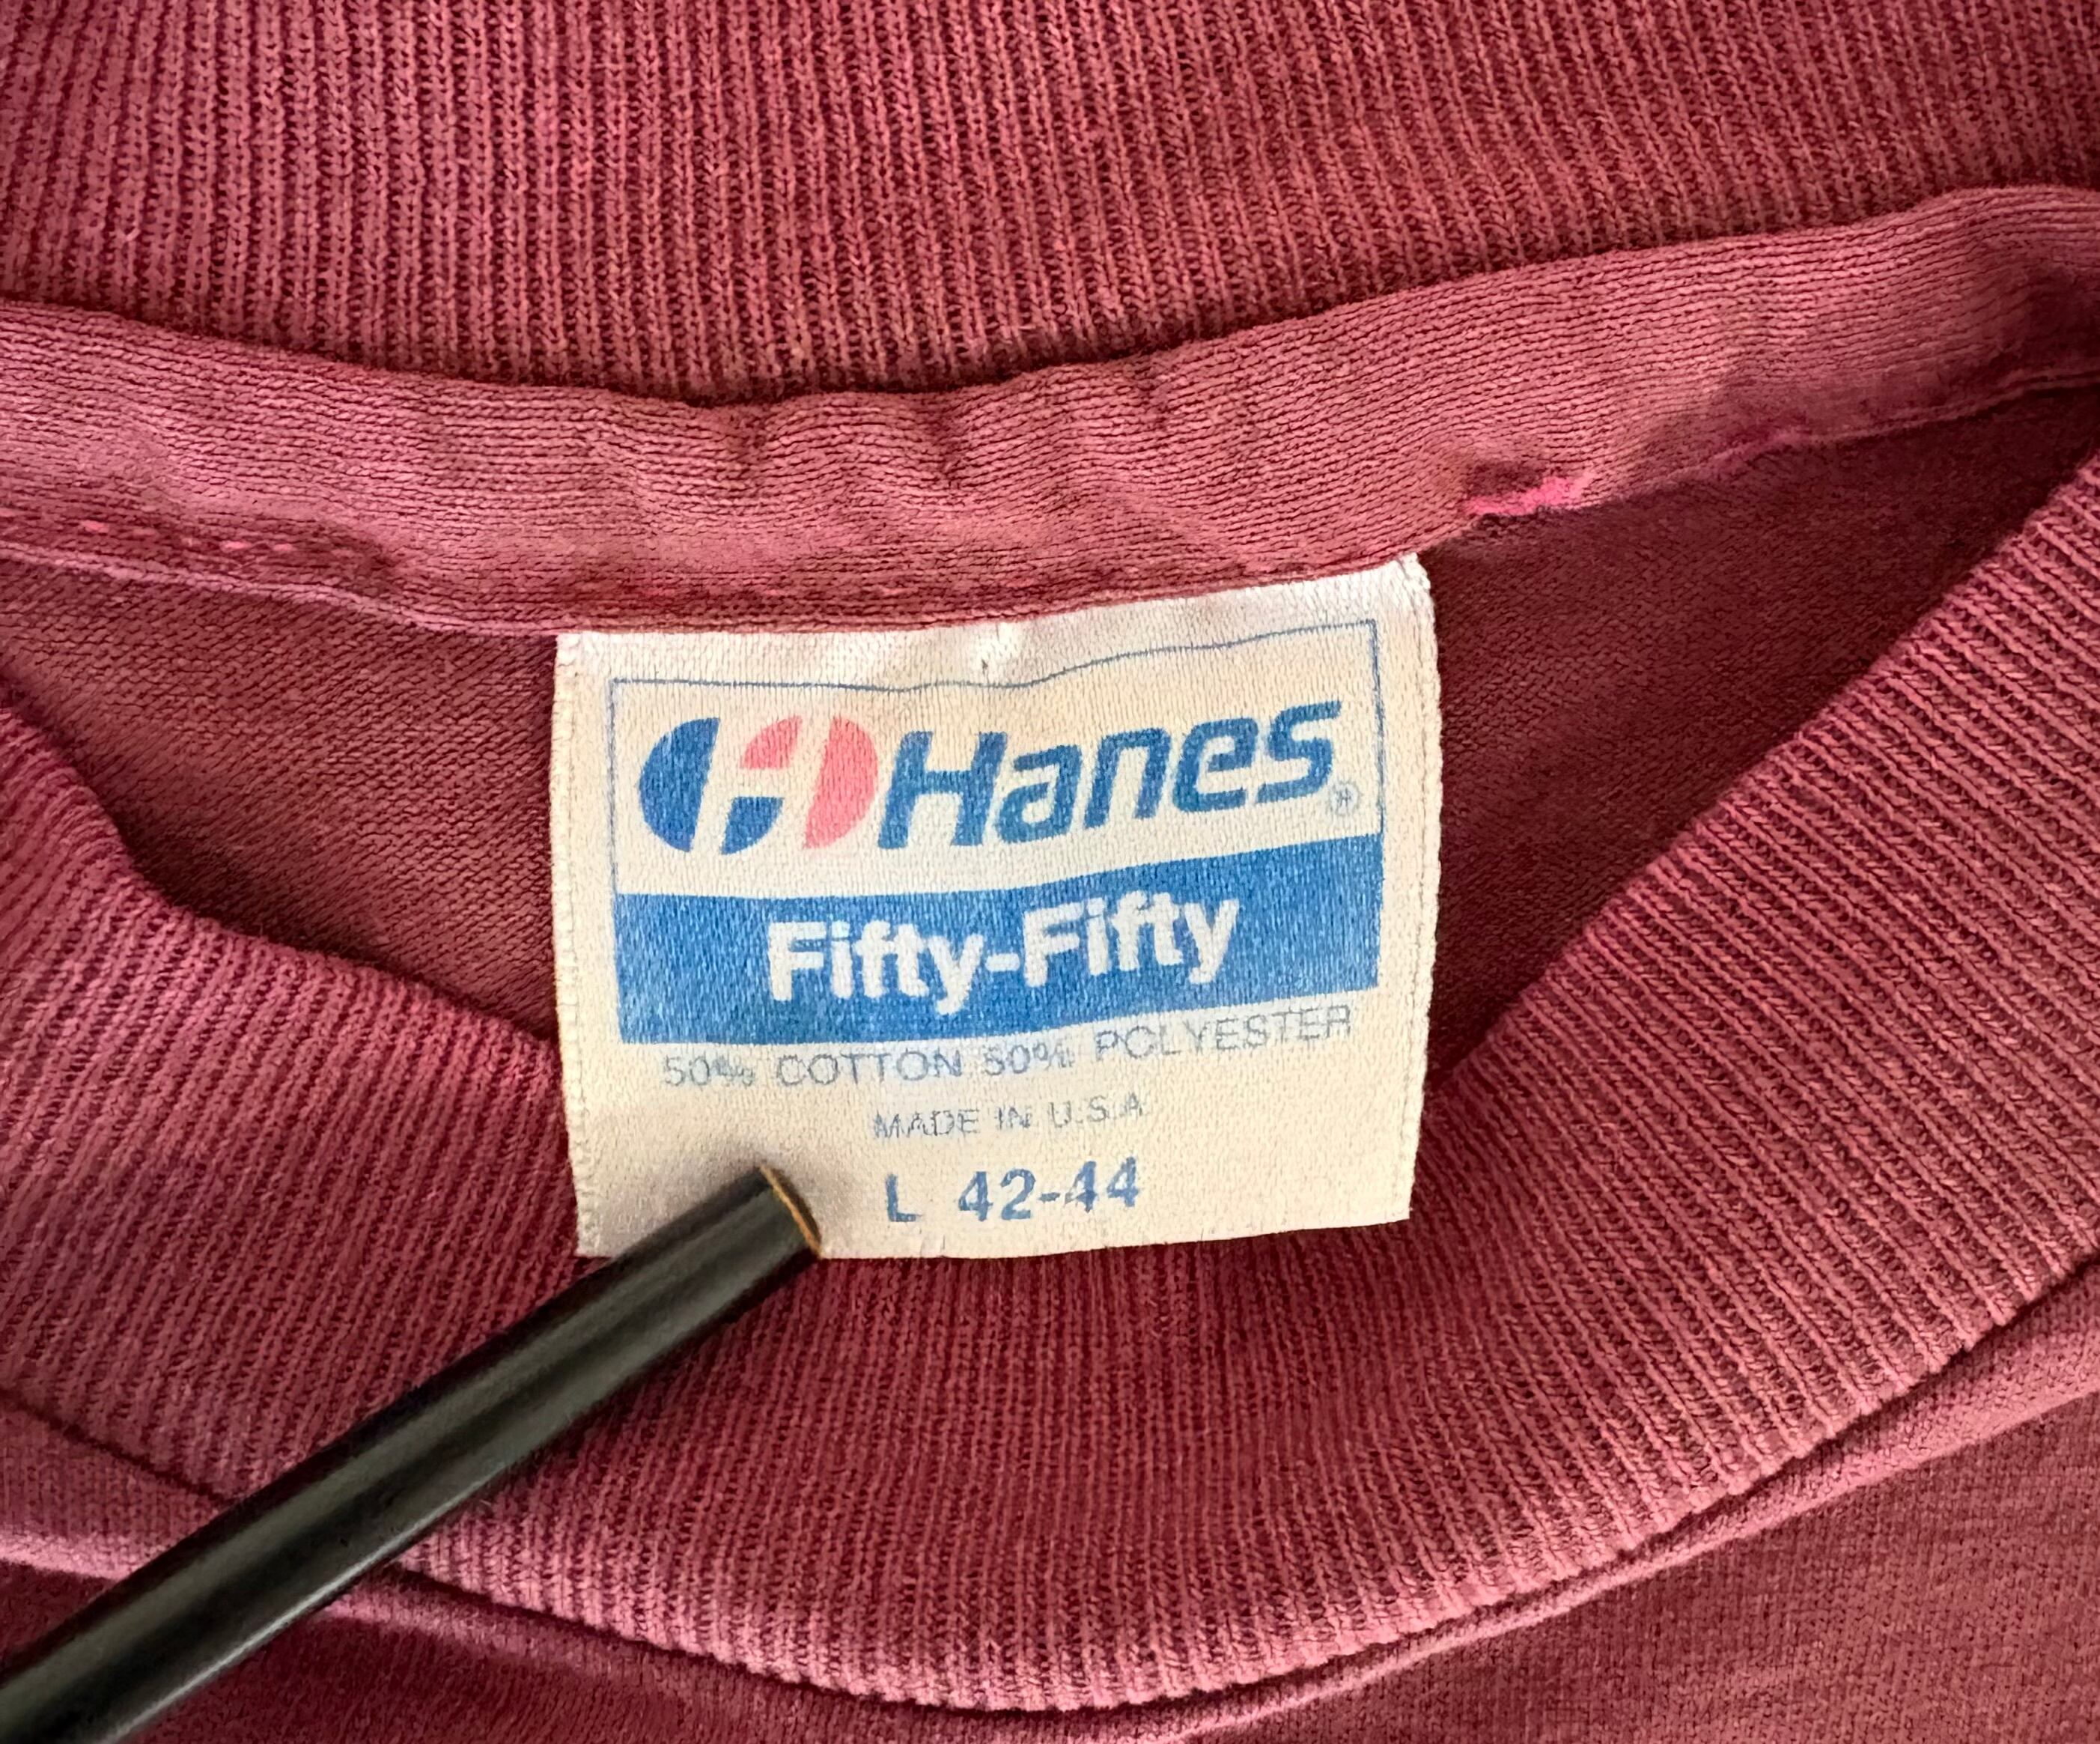 Hanes®
Fifty-Fifty
50% COTTON 50% POLYESTER
MADE IN U.S.A.
L 42-44